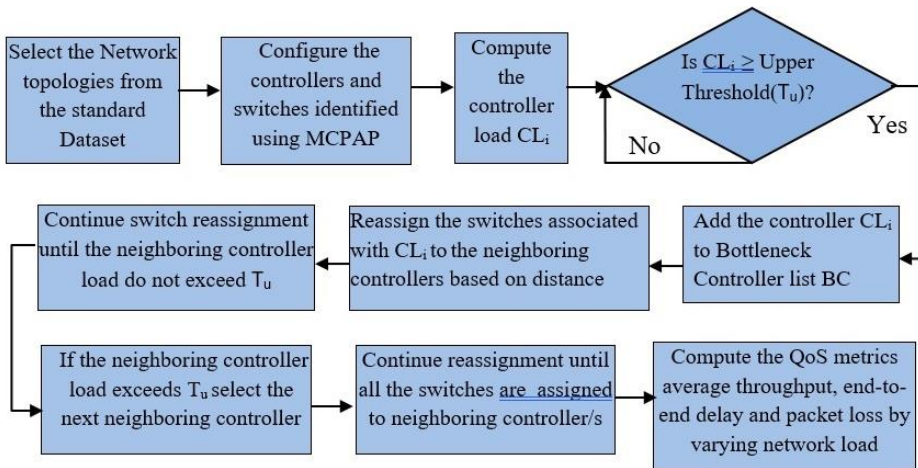 Select the Network
topologies from
the standard
Dataset
Configure the
controllers and
switches identified
using MCPAP
Compute
the
controller
load CLᵢ
Is CLᵢ ≥ Upper
Threshold(Tᵤ)?
No
Yes
Add the controller CLᵢ
to Bottleneck
Controller list BC
Reassign the switches associated
with CLᵢ to the neighboring
controllers based on distance
Continue switch reassignment
until the neighboring controller
load do not exceed Tᵤ
If the neighboring controller
load exceeds Tᵤ select the
next neighboring controller
Continue reassignment until
all the switches are assigned
to neighboring controller/s
Compute the QoS metrics
average throughput, end-to-
end delay and packet loss by
varying network load